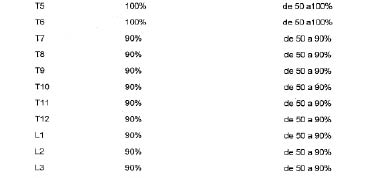 T5 100% de 50 a100%
T6 100% de 50 a100%
T7 90% de 50 a 90%
T8 90% de 50 a 90%
T9 90% de 50 a 90%
T10 90% de 50 a 90%
T11 90% de 50 a 90%
T12 90% de 50 a 90%
L1 90% de 50 a 90%
L2 90% de 50 a 90%
L3 90% de 50 a 90%